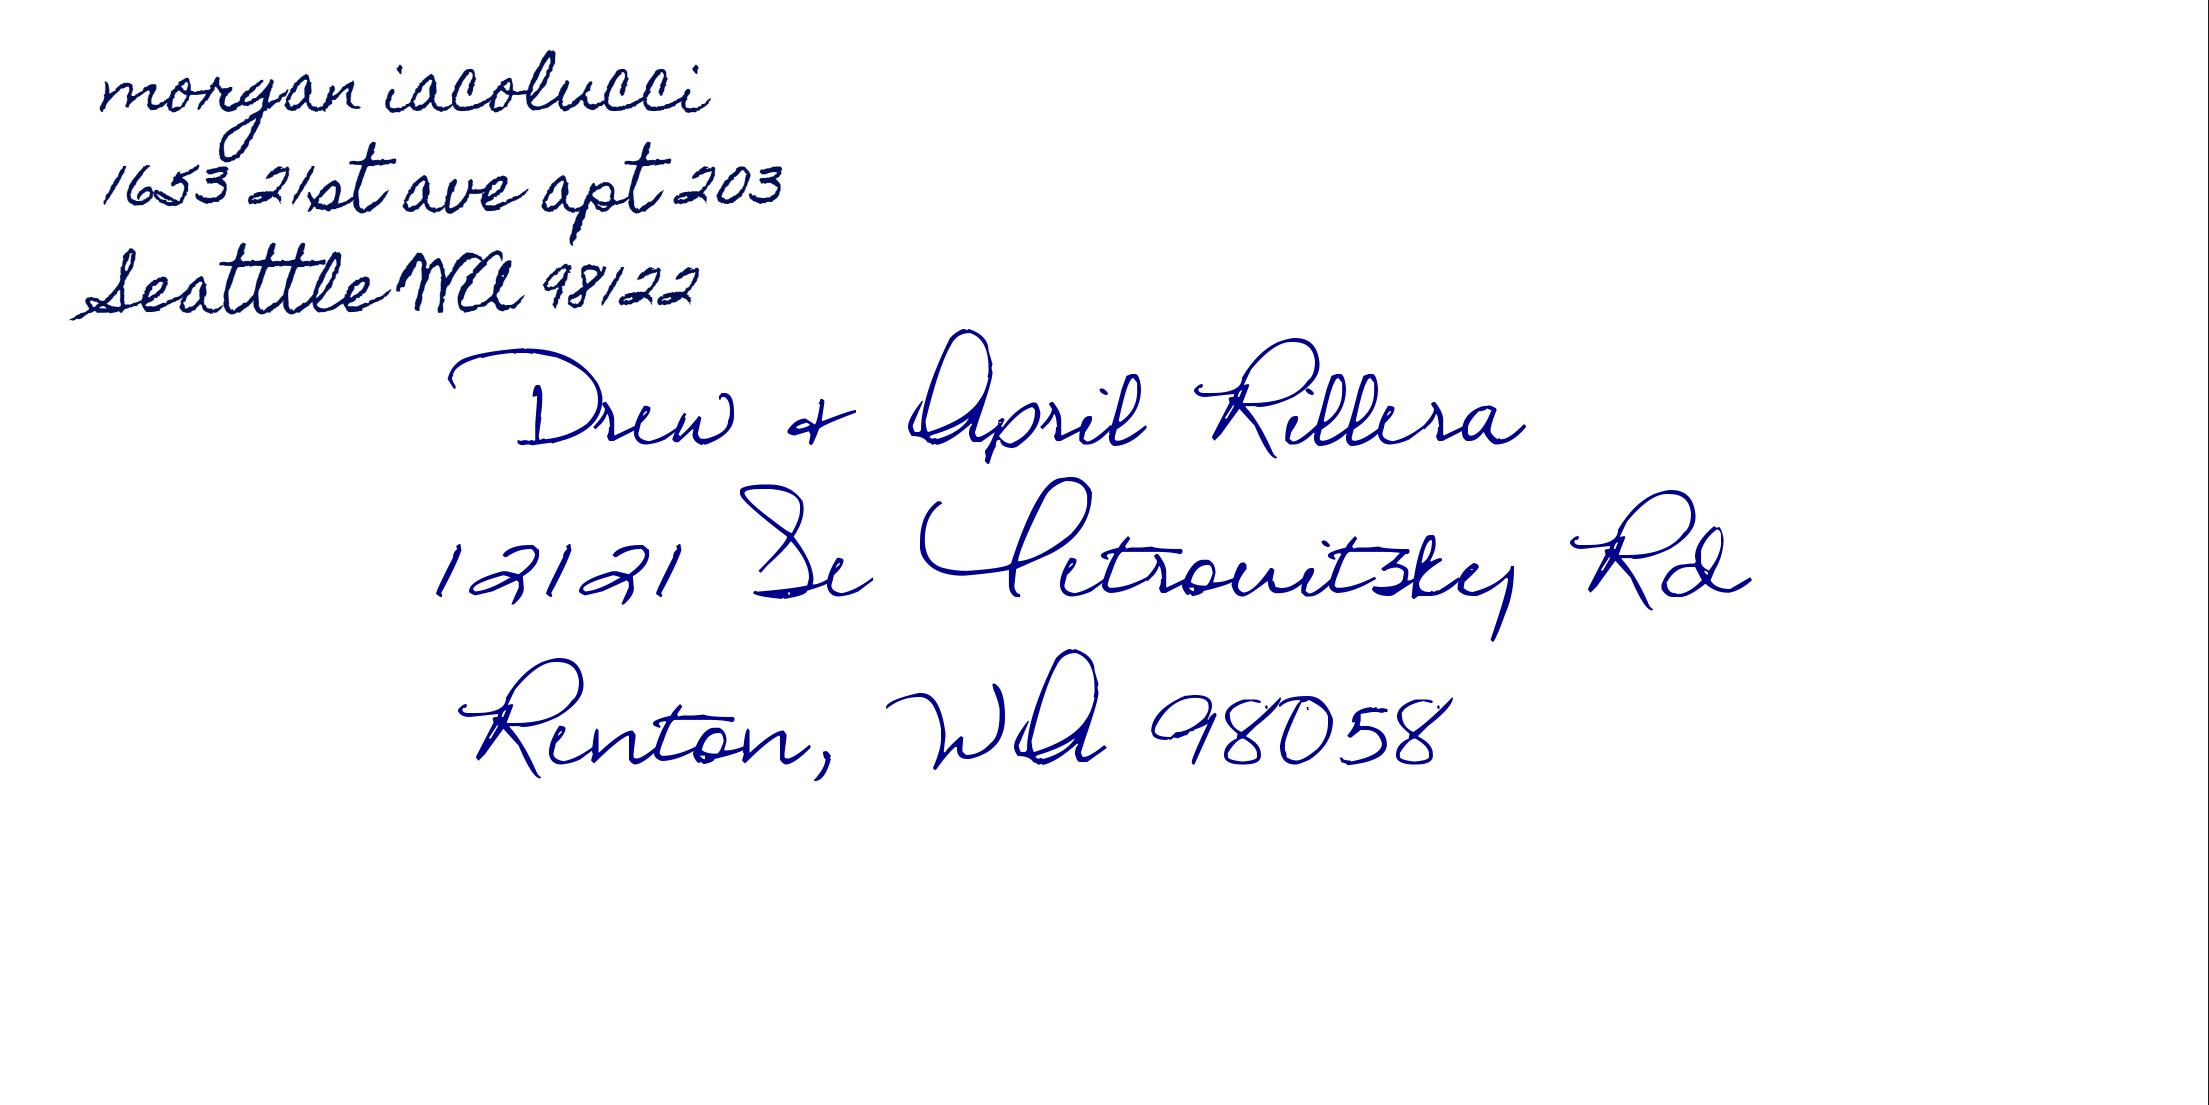 morgan iacolucci
1653 21st ave apt 203
Seatttle WA 98122
Drew & April Rillera
12121 Se Petrovitsky Rd
Renton, WA 98058